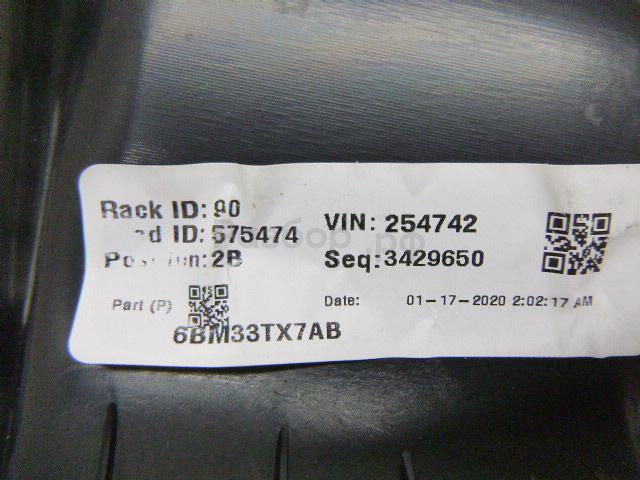 Rack ID: 90
ID: 575474
VIN: 254742
2B
Seq: 3429650
Part (P)
Date: 01-17-2020 2:02:17 AM
6BM33TX7AB